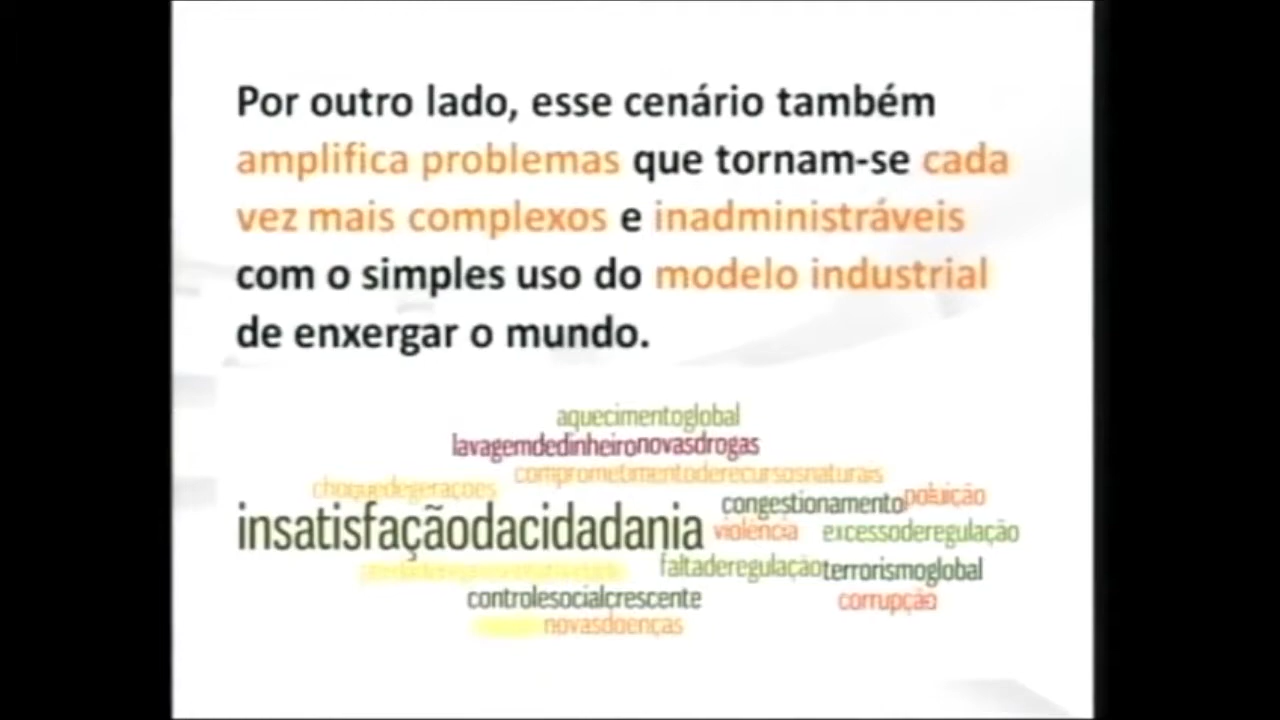 Por outro lado, esse cenário também
amplifica problemas que tornam-se cada
vez mais complexos e inadministráveis
com o simples uso do modelo industrial
de enxergar o mundo.
aquecimentoglobal
lavagemdedinheironovasdrogas
comprometimentoderecursosnaturais
choquedegerações
congestionamento poluição
insatisfaçãodacidadania violência excessoderegulação
faltaderegulação terrorismoglobal
controlesocialcrescente corrupção
novasdoenças